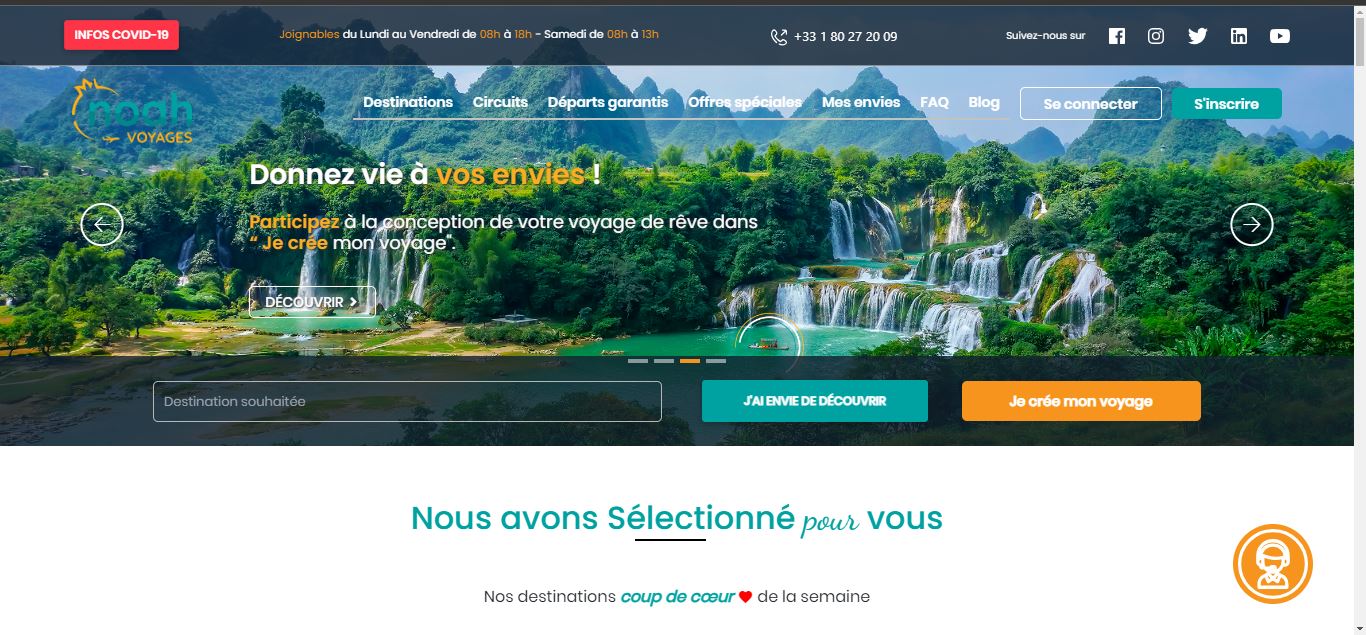 INFOS COVID-19
Joignables du Lundi au Vendredi de 08h à 18h - Samedi de 08h à 13h
+33 1 80 27 20 09
Suivez-nous sur
noah
VOYAGES
Destinations Circuits Départs garantis Offres spéciales Mes envies FAQ Blog Se connecter S'inscrire
Donnez vie à vos envies !
Participez à la conception de votre voyage de rêve dans
“ Je crée mon voyage".
DÉCOUVRIR
Destination souhaitée
J'AI ENVIE DE DÉCOUVRIR
Je crée mon voyage
Nous avons Sélectionné pour vous
Nos destinations coup de cœur de la semaine